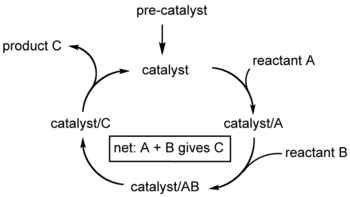 pre-catalyst
product C
reactant A
catalyst
catalyst/C
catalyst/A
net: A + B gives C
reactant B
catalyst/AB